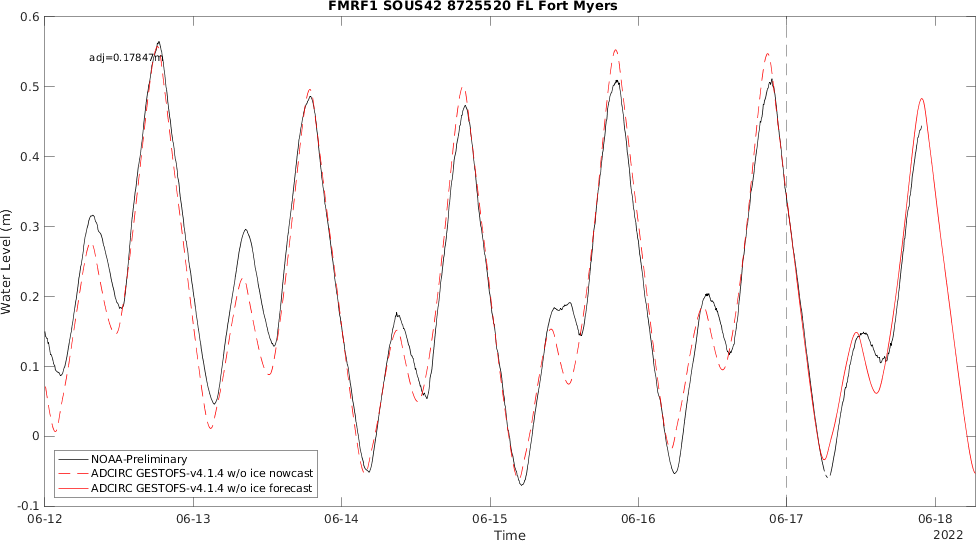 FMRF1 SOUS42 8725520 FL Fort Myers
0.6
adj=0.17847m
0.5
0.4
0.3
0.2
0.1
0
-0.1
Water Level (m)
NOAA-Preliminary
ADCIRC GESTOFS-v4.1.4 w/o ice nowcast
ADCIRC GESTOFS-v4.1.4 w/o ice forecast
06-12 06-13 06-14 06-15 06-16 06-17 06-18
Time
2022